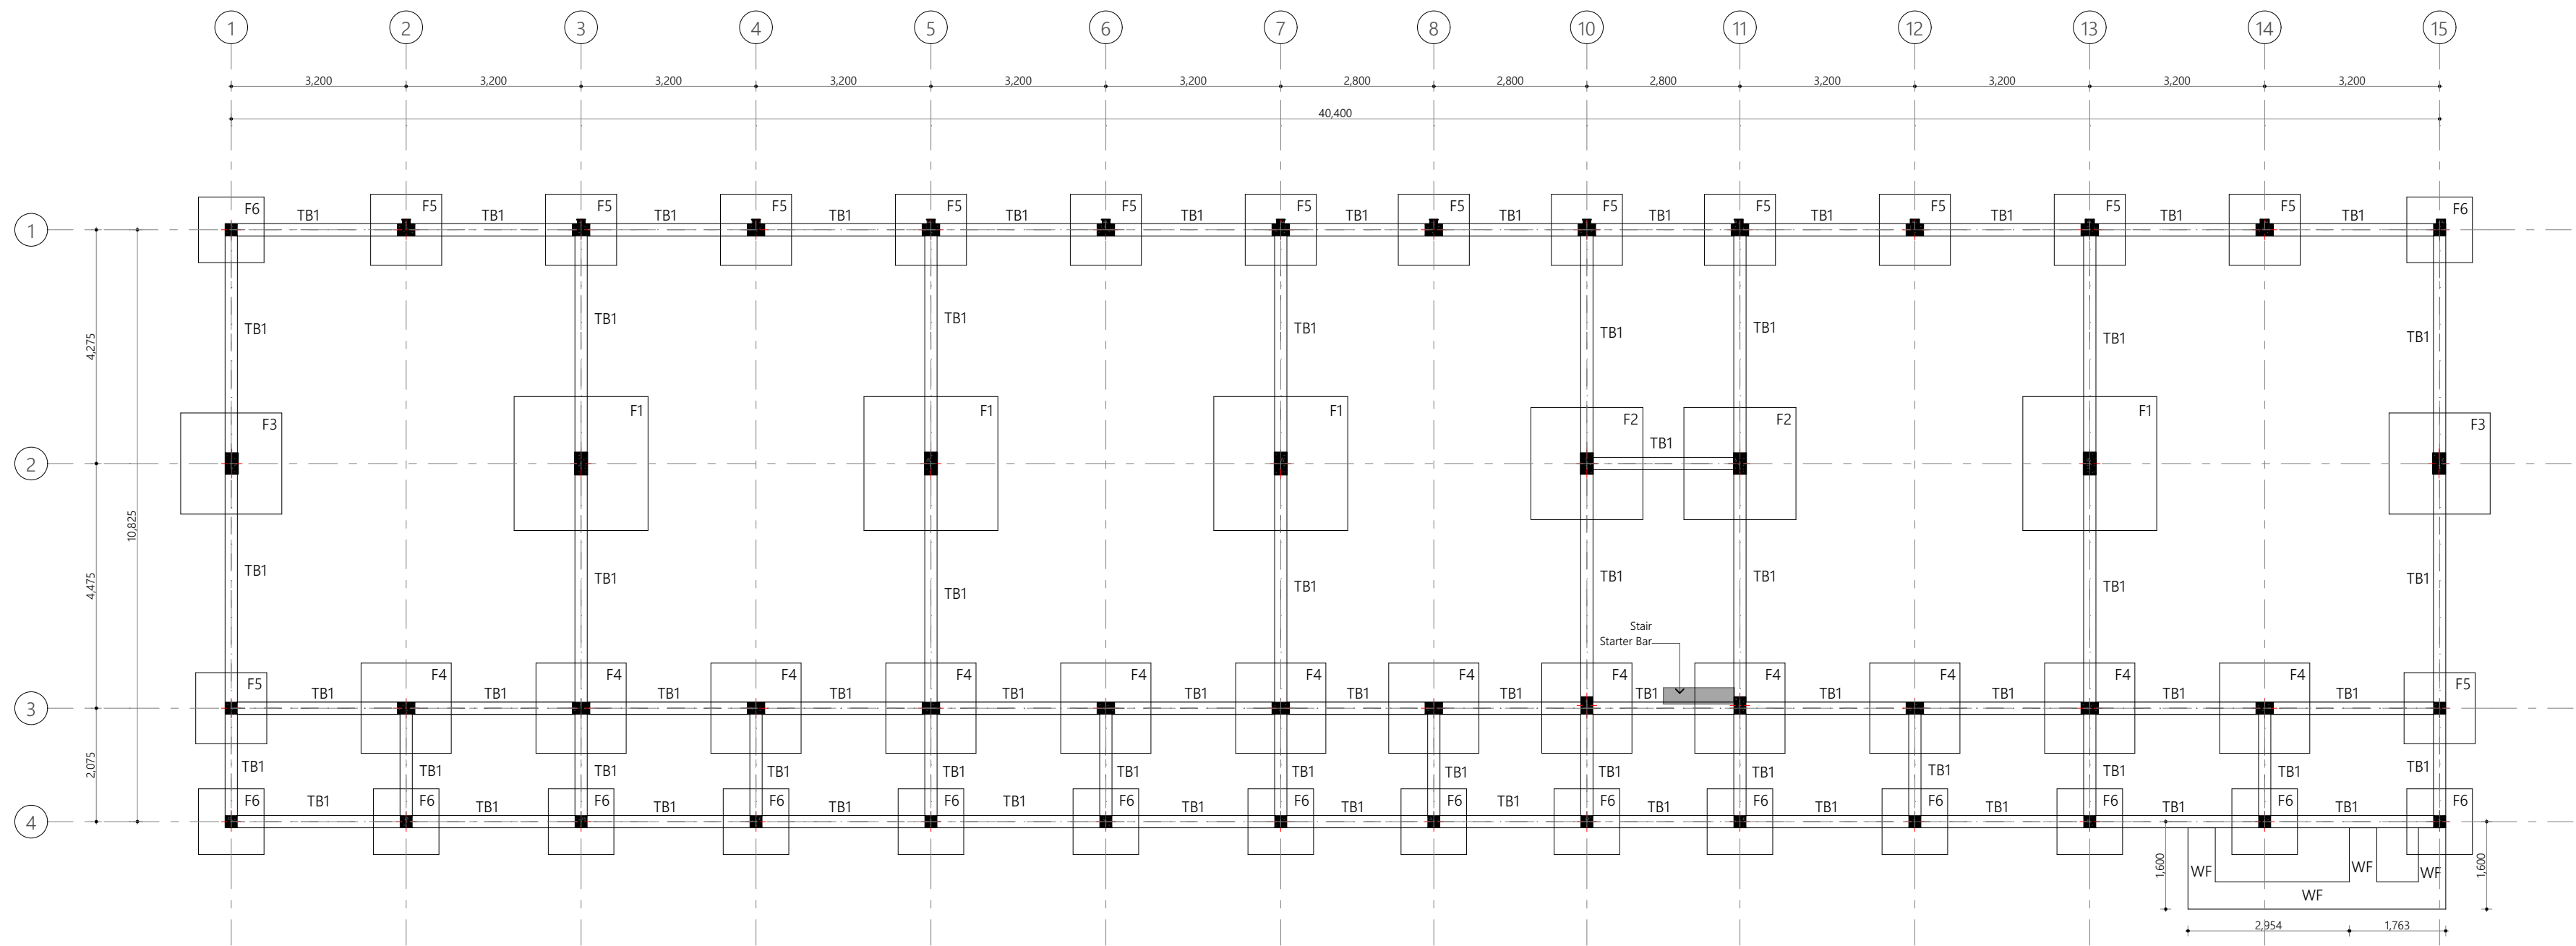 1 2 3 4 5 6 7 8 10 11 12 13 14 15
3,200 3,200 3,200 3,200 3,200 3,200 2,800 2,800 2,800 3,200 3,200 3,200 3,200
40,400
F6 F5 F5 F5 F5 F5 F5 F5 F5 F5 F5 F5 F5 F6
TB1 TB1 TB1 TB1 TB1 TB1 TB1 TB1 TB1 TB1 TB1 TB1 TB1
1
4,275
TB1 TB1 TB1 TB1 TB1 TB1 TB1 TB1
F3 F1 F1 F1 F2 F2 F1 F3
TB1
2
10,825
4,475
TB1 TB1 TB1 TB1 TB1 TB1 TB1 TB1
Stair
Starter Bar
F5 F4 F4 F4 F4 F4 F4 F4 F4 F4 F4 F4 F4 F5
TB1 TB1 TB1 TB1 TB1 TB1 TB1 TB1 TB1 TB1 TB1 TB1 TB1
3
2,075
TB1 TB1 TB1 TB1 TB1 TB1 TB1 TB1 TB1 TB1 TB1 TB1 TB1 TB1
F6 F6 F6 F6 F6 F6 F6 F6 F6 F6 F6 F6 F6 F6
TB1 TB1 TB1 TB1 TB1 TB1 TB1 TB1 TB1 TB1 TB1 TB1 TB1
4
1,600 WF WF WF 1,600
WF
2,954 1,763